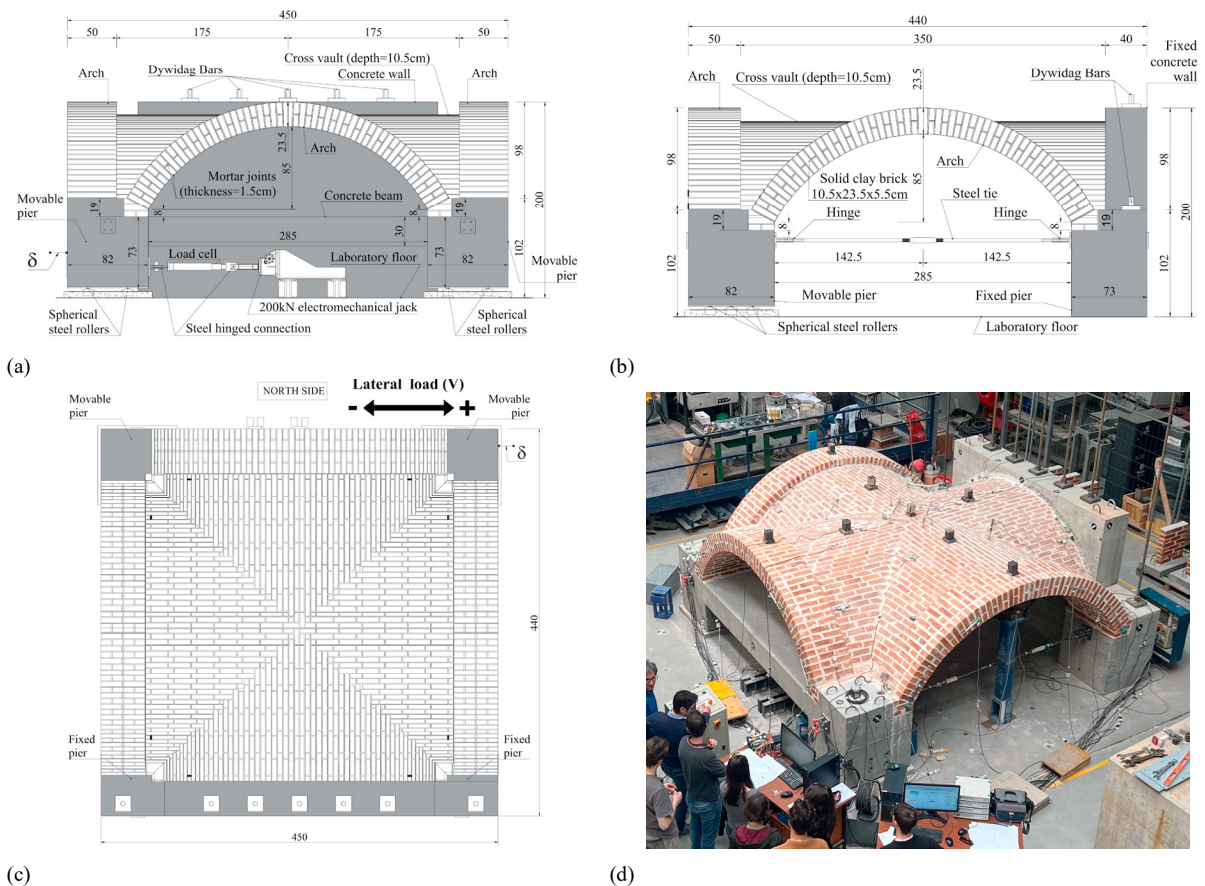 450
50
175
175
50
Cross vault (depth=10.5cm)
Arch
Dywidag Bars
Concrete wall
Arch
23.5
Arch
85
Mortar joints
(thickness=1.5cm)
98
200
Movable
pier
Concrete beam
19
8
19
30
285
δ
82
73
Load cell
Laboratory floor
73
82
102
Movable
pier
200kN electromechanical jack
Spherical
steel rollers
Steel hinged connection
Spherical
steel rollers
(a)
440
50
350
40
Fixed
concrete
wall
Arch
Cross vault (depth=10.5cm)
23.5
Dywidag Bars
98
Arch
85
Solid clay brick
10.5x23.5x5.5cm
Steel tie
98
200
19
Hinge
8
Hinge
8
19
142.5
142.5
102
285
102
82
Movable pier
Fixed pier
73
Spherical steel rollers
Laboratory floor
(b)
NORTH SIDE
Lateral load (V)
- +
Movable
pier
Movable
pier
δ
440
Fixed
pier
Fixed
pier
450
(c)
(d)